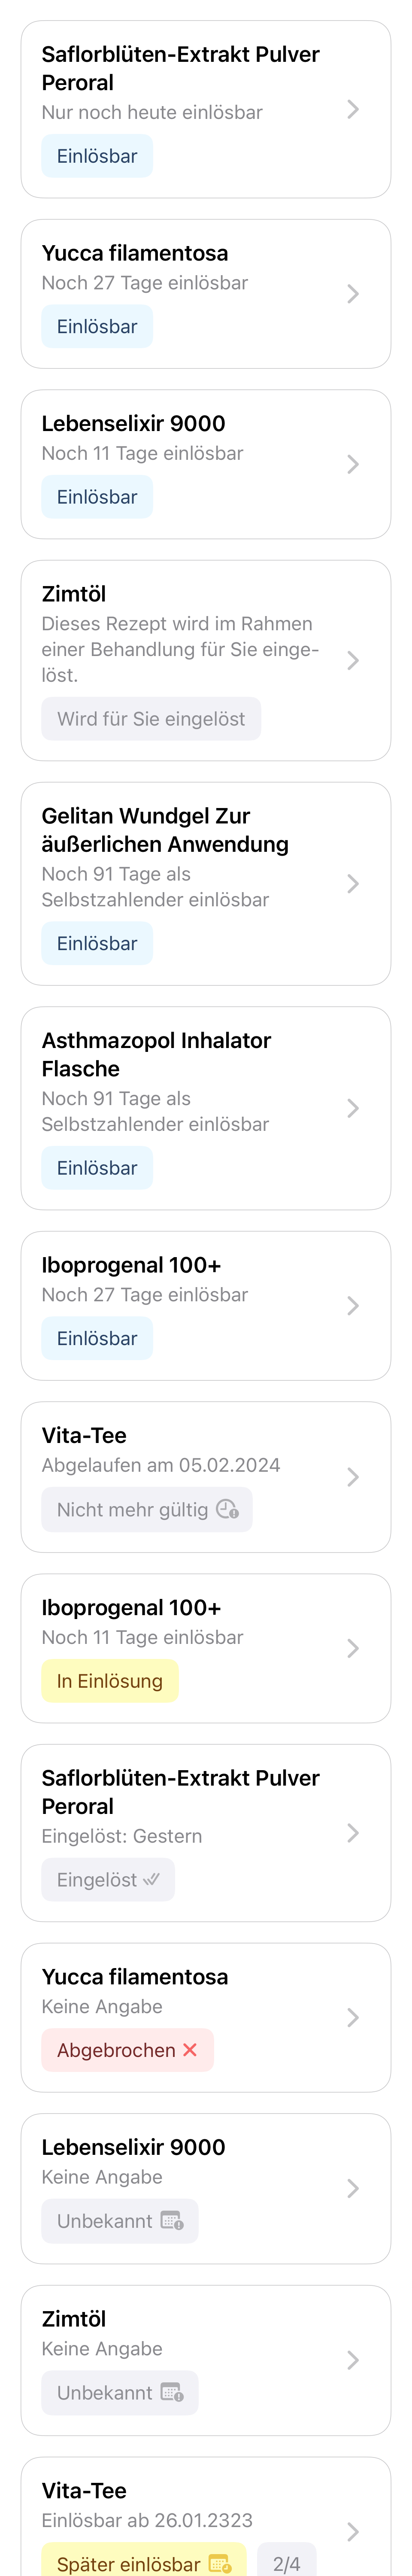 Saflorblüten-Extrakt Pulver
Peroral
Nur noch heute einlösbar
Einlösbar
Yucca filamentosa
Noch 27 Tage einlösbar
Einlösbar
Lebenselixir 9000
Noch 11 Tage einlösbar
Einlösbar
Zimtöl
Dieses Rezept wird im Rahmen
einer Behandlung für Sie einge-
löst.
Wird für Sie eingelöst
Gelitan Wundgel Zur
äußerlichen Anwendung
Noch 91 Tage als
Selbstzahlender einlösbar
Einlösbar
Asthmazopol Inhalator
Flasche
Noch 91 Tage als
Selbstzahlender einlösbar
Einlösbar
Iboprogenal 100+
Noch 27 Tage einlösbar
Einlösbar
Vita-Tee
Abgelaufen am 05.02.2024
Nicht mehr gültig
Iboprogenal 100+
Noch 11 Tage einlösbar
In Einlösung
Saflorblüten-Extrakt Pulver
Peroral
Eingelöst: Gestern
Eingelöst
Yucca filamentosa
Keine Angabe
Abgebrochen
Lebenselixir 9000
Keine Angabe
Unbekannt
Zimtöl
Keine Angabe
Unbekannt
Vita-Tee
Einlösbar ab 26.01.2323
Später einlösbar 2/4